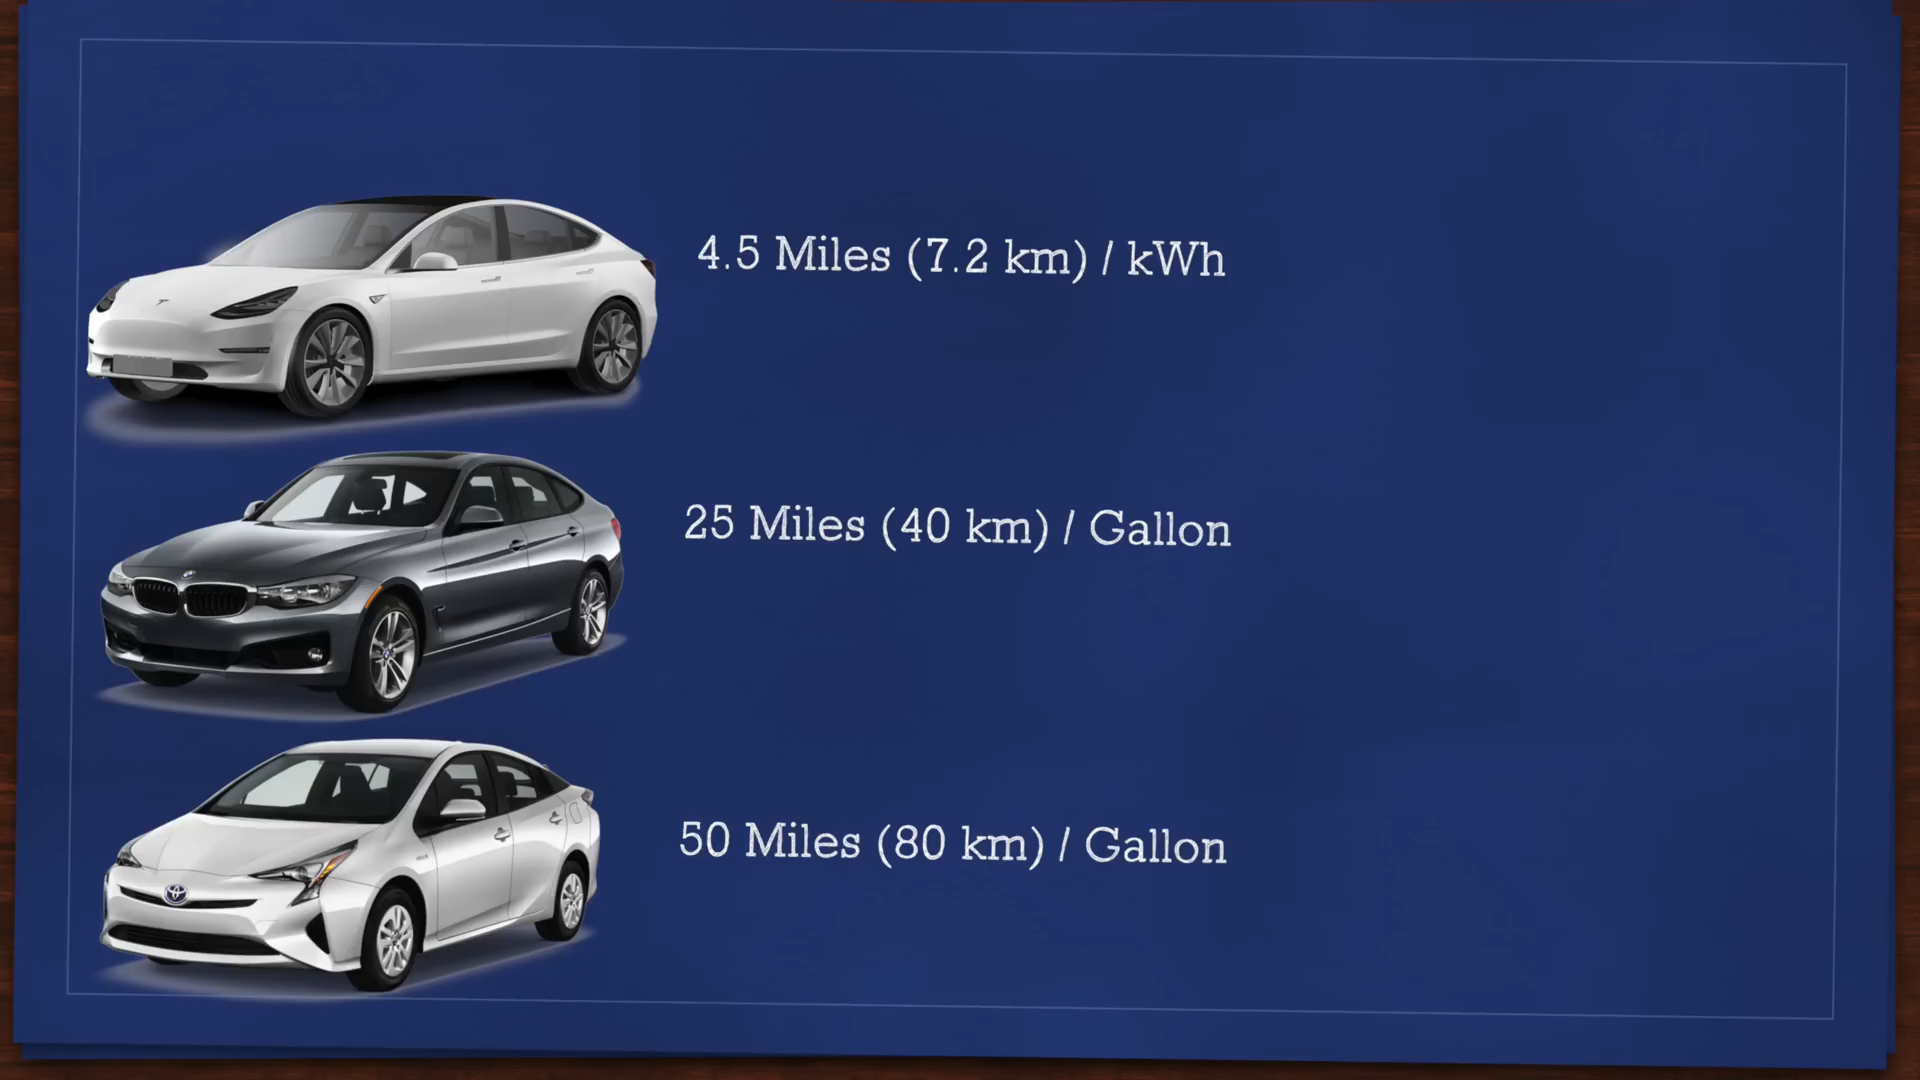 4.5 Miles (7.2 km) / kWh
25 Miles (40 km) / Gallon
50 Miles (80 km) / Gallon